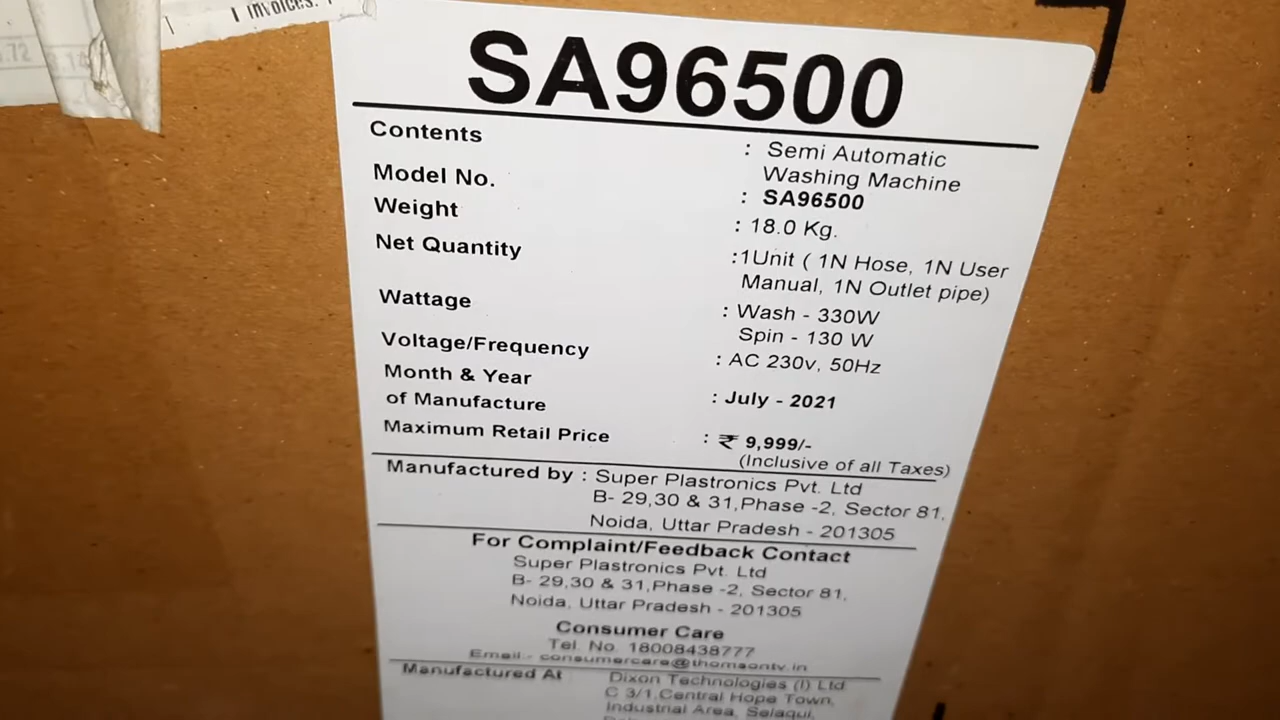 invoices.
.72
SA96500
Contents : Semi Automatic
Washing Machine
Model No. : SA96500
Weight : 18.0 Kg.
Net Quantity :1Unit ( 1N Hose, 1N User
Manual, 1N Outlet pipe)
Wattage : Wash - 330W
Spin - 130 W
Voltage/Frequency : AC 230v, 50Hz
Month & Year
of Manufacture : July - 2021
Maximum Retail Price : ₹ 9,999/-
(Inclusive of all Taxes)
Manufactured by : Super Plastronics Pvt. Ltd
B- 29,30 & 31,Phase -2, Sector 81,
Noida, Uttar Pradesh - 201305
For Complaint/Feedback Contact
Super Plastronics Pvt. Ltd
B- 29,30 & 31,Phase -2, Sector 81,
Noida, Uttar Pradesh - 201305
Consumer Care
Tel. No. 18008438777
Email:- consumercare@thomsontv.in
Manufactured At Dixon Technologies (I) Ltd
C 3/1,Central Hope Town,
Industrial Area, Selaqui,